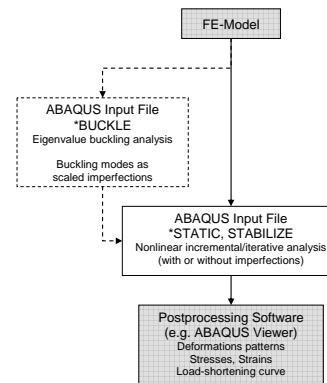 FE-Model
ABAQUS Input File
*BUCKLE
Eigenvalue buckling analysis
Buckling modes as
scaled imperfections
ABAQUS Input File
*STATIC, STABILIZE
Nonlinear incremental/iterative analysis
(with or without imperfections)
Postprocessing Software
(e.g. ABAQUS Viewer)
Deformations patterns
Stresses, Strains
Load-shortening curve